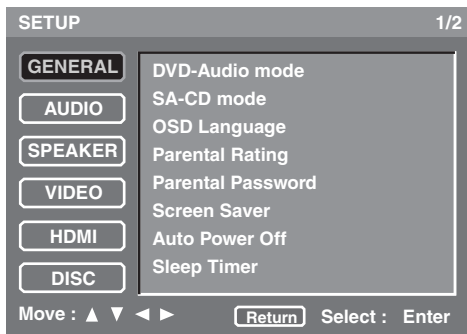 SETUP 1/2
GENERAL
AUDIO
SPEAKER
VIDEO
HDMI
DISC
DVD-Audio mode
SA-CD mode
OSD Language
Parental Rating
Parental Password
Screen Saver
Auto Power Off
Sleep Timer
Move : ▲ ▼ ◄ ► Return Select : Enter